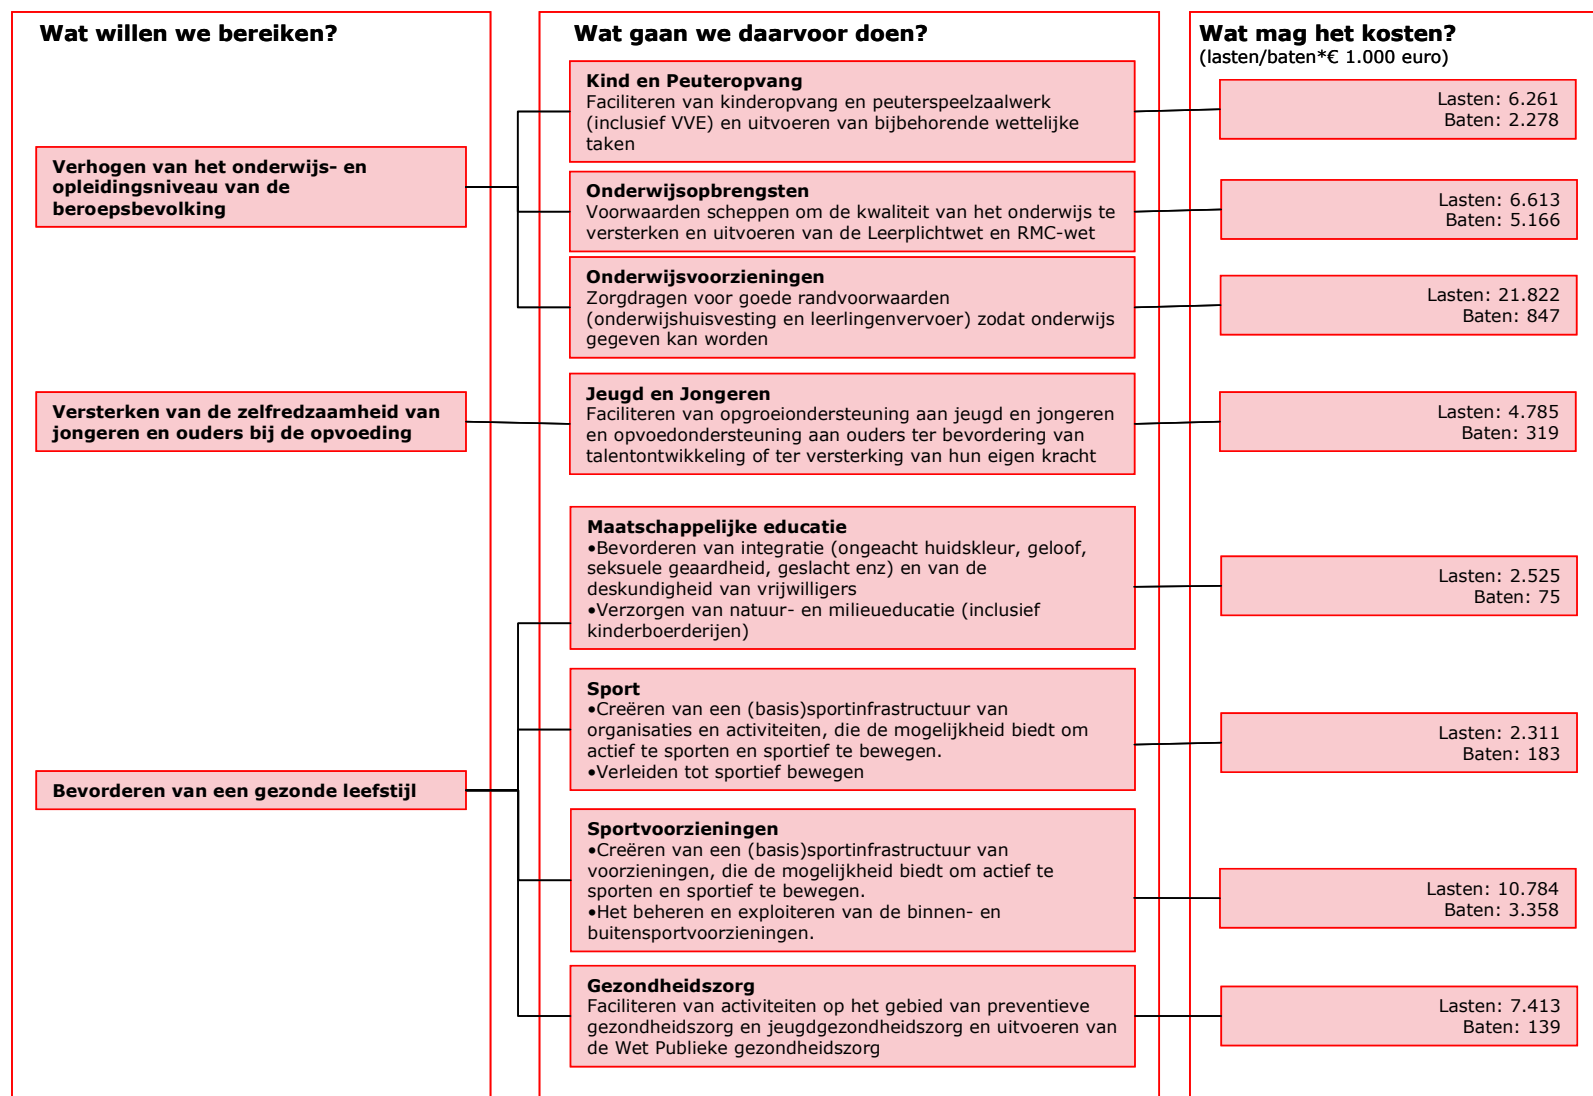 Wat willen we bereiken?
Verhogen van het onderwijs- en
opleidingsniveau van de
beroepsbevolking
Versterken van de zelfredzaamheid van
jongeren en ouders bij de opvoeding
Bevorderen van een gezonde leefstijl
Wat gaan we daarvoor doen?
Kind en Peuteropvang
Faciliteren van kinderopvang en peuterspeelzaalwerk
(inclusief VVE) en uitvoeren van bijbehorende wettelijke
taken
Onderwijsopbrengsten
Voorwaarden scheppen om de kwaliteit van het onderwijs te
versterken en uitvoeren van de Leerplichtwet en RMC-wet
Onderwijsvoorzieningen
Zorgdragen voor goede randvoorwaarden
(onderwijshuisvesting en leerlingenvervoer) zodat onderwijs
gegeven kan worden
Jeugd en Jongeren
Faciliteren van opgroeiondersteuning aan jeugd en jongeren
en opvoedondersteuning aan ouders ter bevordering van
talentontwikkeling of ter versterking van hun eigen kracht
Maatschappelijke educatie
•Bevorderen van integratie (ongeacht huidskleur, geloof,
seksuele geaardheid, geslacht enz) en van de
deskundigheid van vrijwilligers
•Verzorgen van natuur- en milieueducatie (inclusief
kinderboerderijen)
Sport
•Creëren van een (basis)sportinfrastructuur van
organisaties en activiteiten, die de mogelijkheid biedt om
actief te sporten en sportief te bewegen.
•Verleiden tot sportief bewegen
Sportvoorzieningen
•Creëren van een (basis)sportinfrastructuur van
voorzieningen, die de mogelijkheid biedt om actief te
sporten en sportief te bewegen.
•Het beheren en exploiteren van de binnen- en
buitensportvoorzieningen.
Gezondheidszorg
Faciliteren van activiteiten op het gebied van preventieve
gezondheidszorg en jeugdgezondheidszorg en uitvoeren van
de Wet Publieke gezondheidszorg
Wat mag het kosten?
(lasten/baten*€ 1.000 euro)
Lasten: 6.261
Baten: 2.278
Lasten: 6.613
Baten: 5.166
Lasten: 21.822
Baten: 847
Lasten: 4.785
Baten: 319
Lasten: 2.525
Baten: 75
Lasten: 2.311
Baten: 183
Lasten: 10.784
Baten: 3.358
Lasten: 7.413
Baten: 139